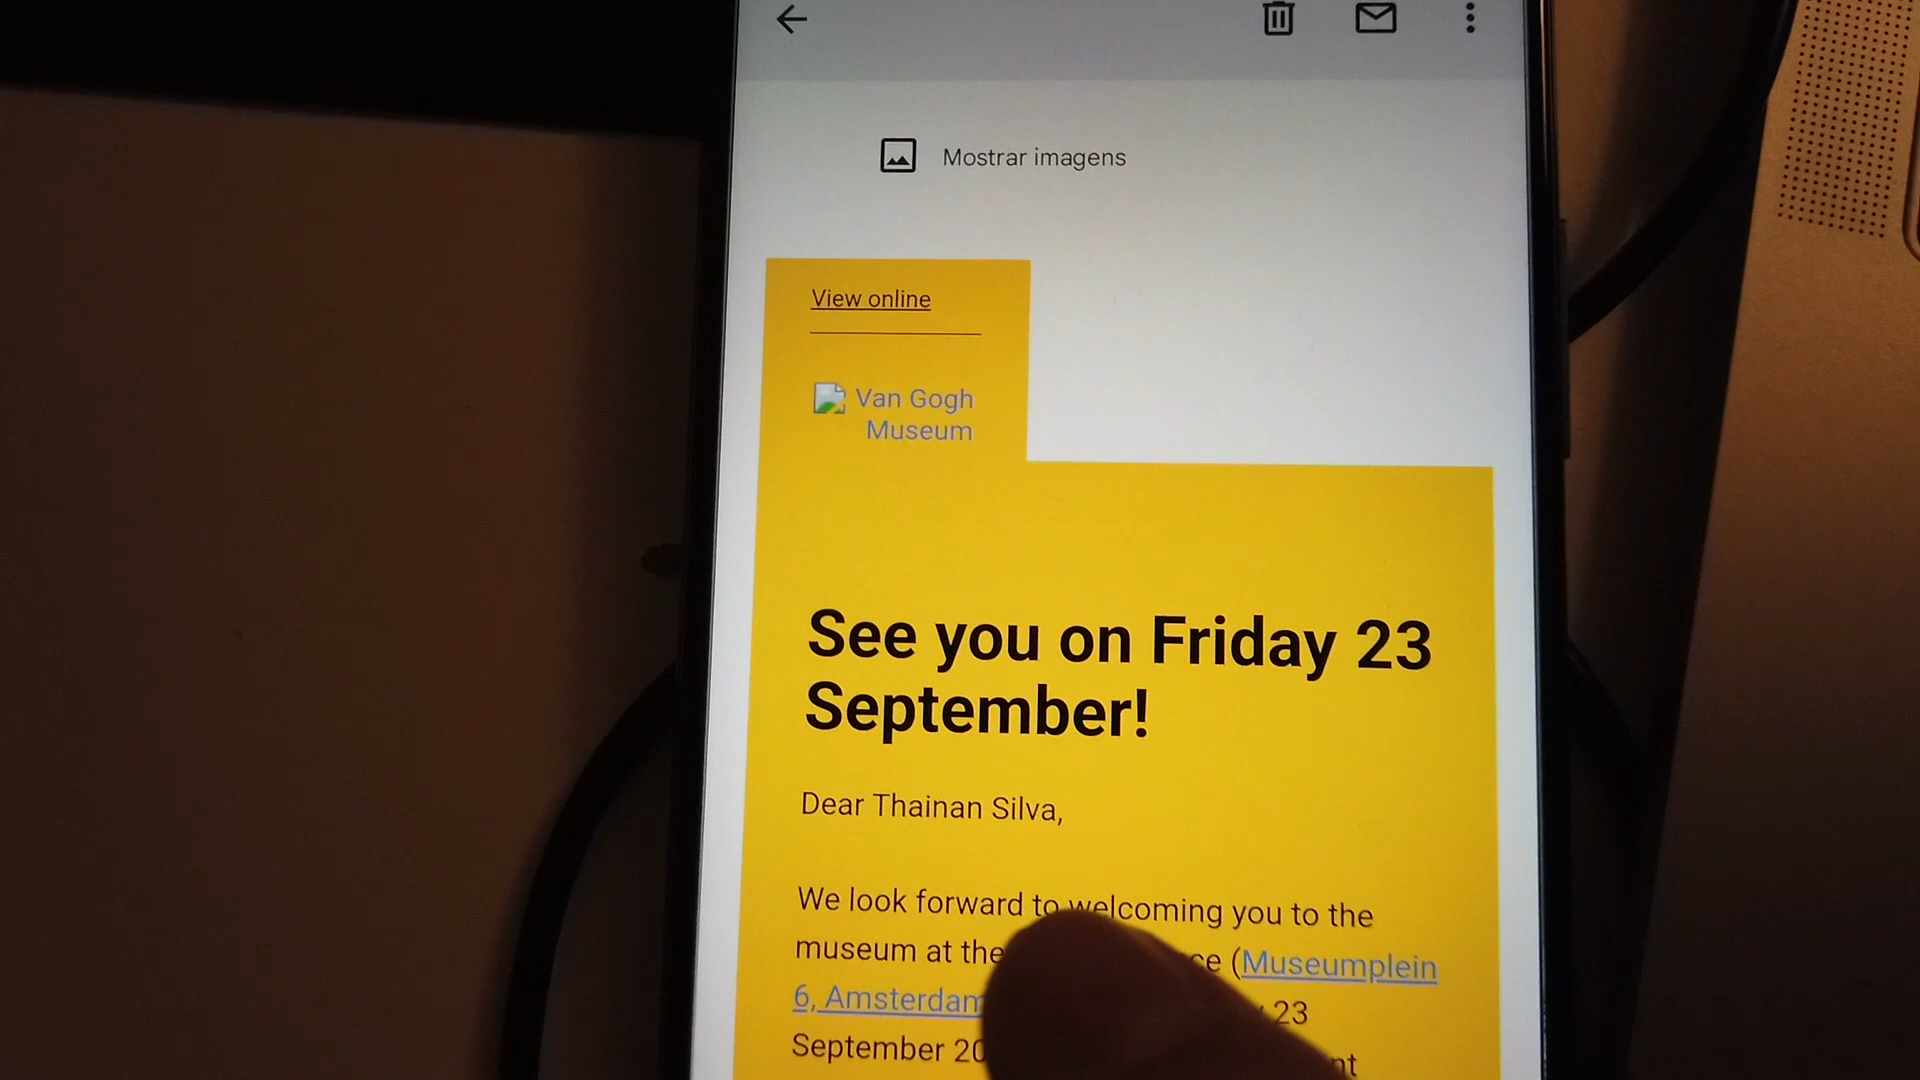 Mostrar imagens
View online
Van Gogh
Museum
See you on Friday 23
September!
Dear Thainan Silva,
We look forward to welcoming you to the
museum at the (Museumplein
6, Amsterdam 23
September